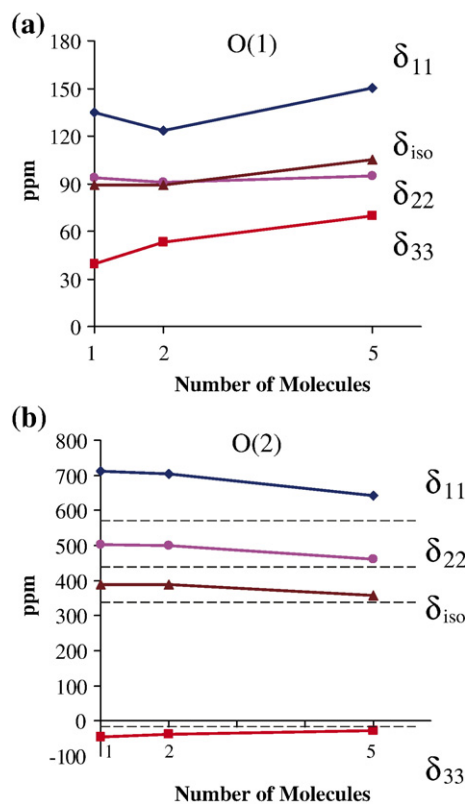 (a)
O(1)
180
150
120
90
60
30
0
ppm
δ11
δiso
δ22
δ33
1 2 5
Number of Molecules
(b)
O(2)
800
700
600
500
400
300
200
100
0
-100
ppm
δ11
δ22
δiso
δ33
1 2 5
Number of Molecules